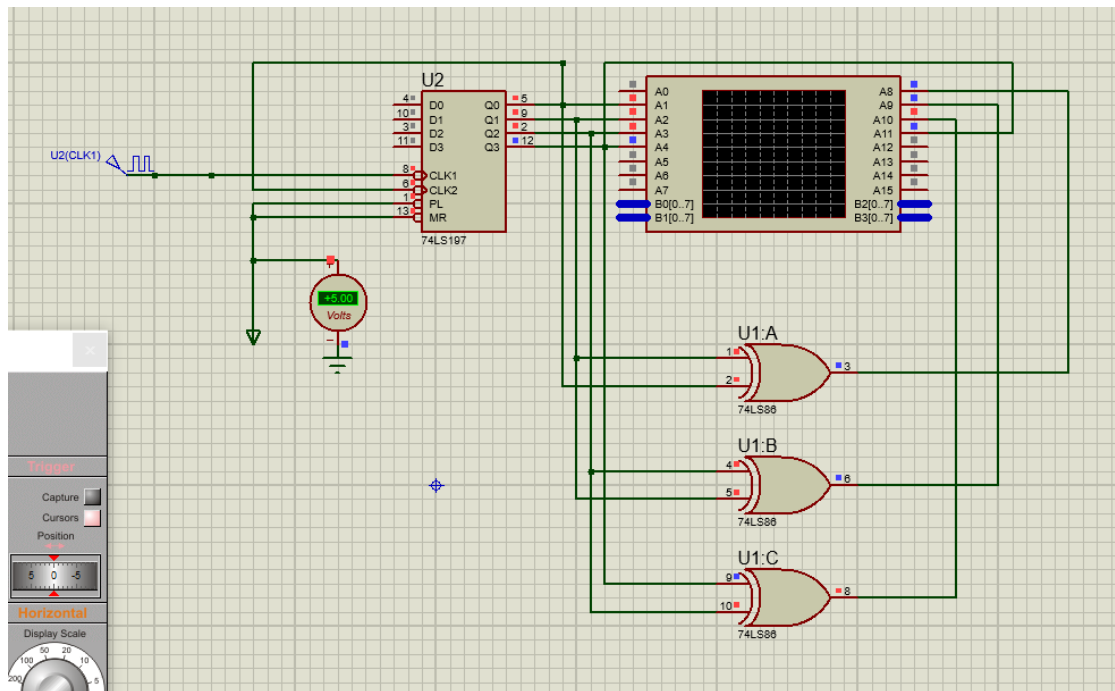 U2
4 D0 Q0 5
10 D1 Q1 9
3 D2 Q2 2
11 D3 Q3 12
8 CLK1
6 CLK2
1 PL
13 MR
74LS197
U2(CLK1)
A0 A8
A1 A9
A2 A10
A3 A11
A4 A12
A5 A13
A6 A14
A7 A15
B0[0..7] B2[0..7]
B1[0..7] B3[0..7]
+
+5.00
Volts
−
U1:A
1
2
3
74LS86
U1:B
4
5
6
74LS86
U1:C
9
10
8
74LS86
×
Trigger
Capture
Cursors
Position
5 0 -5
Horizontal
Display Scale
200 100 50 20 10 5